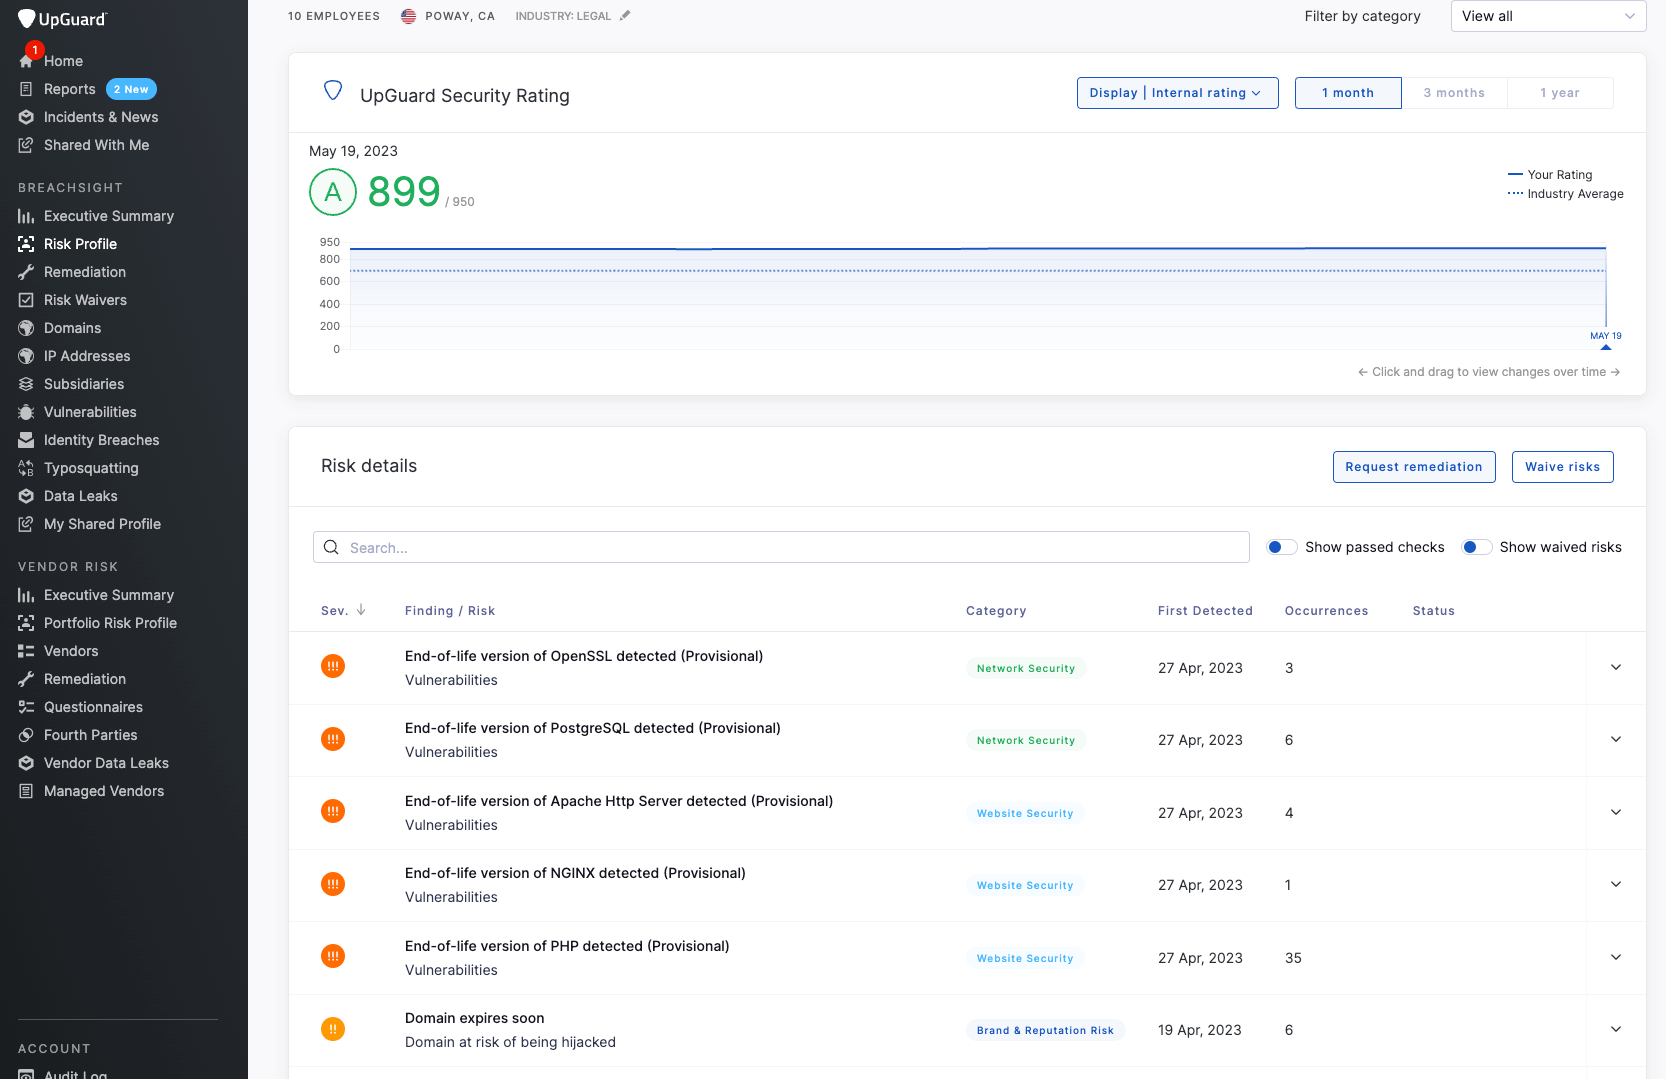 UpGuard
10 EMPLOYEES POWAY, CA INDUSTRY: LEGAL
Filter by category View all
1
Home
Reports 2 New
Incidents & News
Shared With Me
BREACHSIGHT
Executive Summary
Risk Profile
Remediation
Risk Waivers
Domains
IP Addresses
Subsidiaries
Vulnerabilities
Identity Breaches
Typosquatting
Data Leaks
My Shared Profile
VENDOR RISK
Executive Summary
Portfolio Risk Profile
Vendors
Remediation
Questionnaires
Fourth Parties
Vendor Data Leaks
Managed Vendors
ACCOUNT
Audit Log
UpGuard Security Rating
Display | Internal rating
1 month 3 months 1 year
May 19, 2023
A 899 / 950
Your Rating
Industry Average
950
800
600
400
200
0
MAY 19
← Click and drag to view changes over time →
Risk details
Request remediation Waive risks
Search...
Show passed checks Show waived risks
Sev. ↓ Finding / Risk Category First Detected Occurrences Status
!!! End-of-life version of OpenSSL detected (Provisional)
Vulnerabilities
Network Security 27 Apr, 2023 3
!!! End-of-life version of PostgreSQL detected (Provisional)
Vulnerabilities
Network Security 27 Apr, 2023 6
!!! End-of-life version of Apache Http Server detected (Provisional)
Vulnerabilities
Website Security 27 Apr, 2023 4
!!! End-of-life version of NGINX detected (Provisional)
Vulnerabilities
Website Security 27 Apr, 2023 1
!!! End-of-life version of PHP detected (Provisional)
Vulnerabilities
Website Security 27 Apr, 2023 35
!! Domain expires soon
Domain at risk of being hijacked
Brand & Reputation Risk 19 Apr, 2023 6